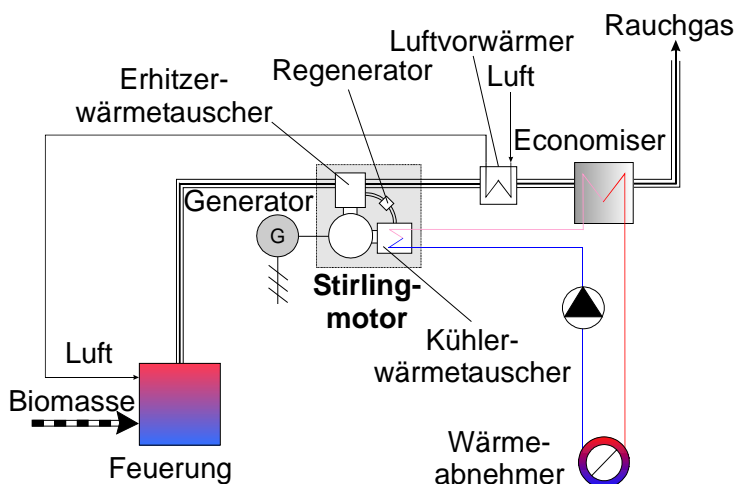 Rauchgas
Luftvorwärmer
Regenerator
Luft
Erhitzer-
wärmetauscher
Economiser
Generator
G
Stirling-
motor
Kühler-
wärmetauscher
Luft
Biomasse
Feuerung
Wärme-
abnehmer